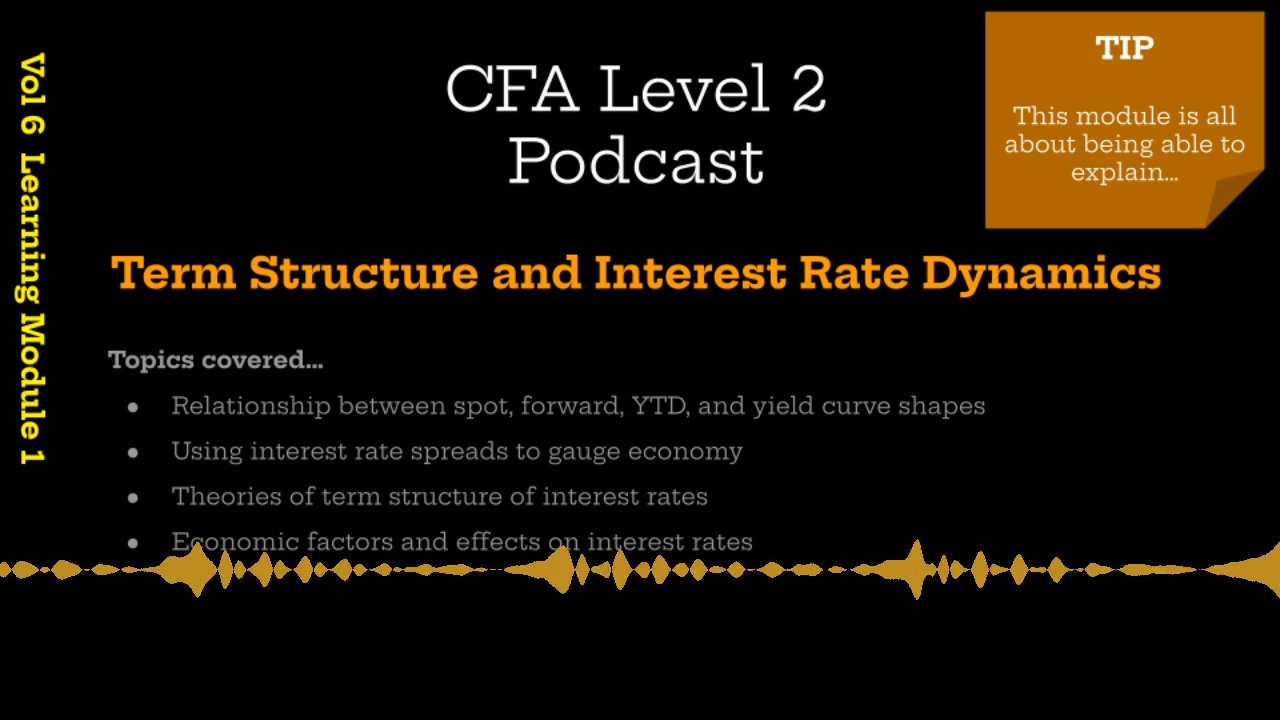 Vol 6 Learning Module 1
CFA Level 2
Podcast
TIP
This module is all
about being able to
explain...
Term Structure and Interest Rate Dynamics
Topics covered...
● Relationship between spot, forward, YTD, and yield curve shapes
● Using interest rate spreads to gauge economy
● Theories of term structure of interest rates
● Economic factors and effects on interest rates